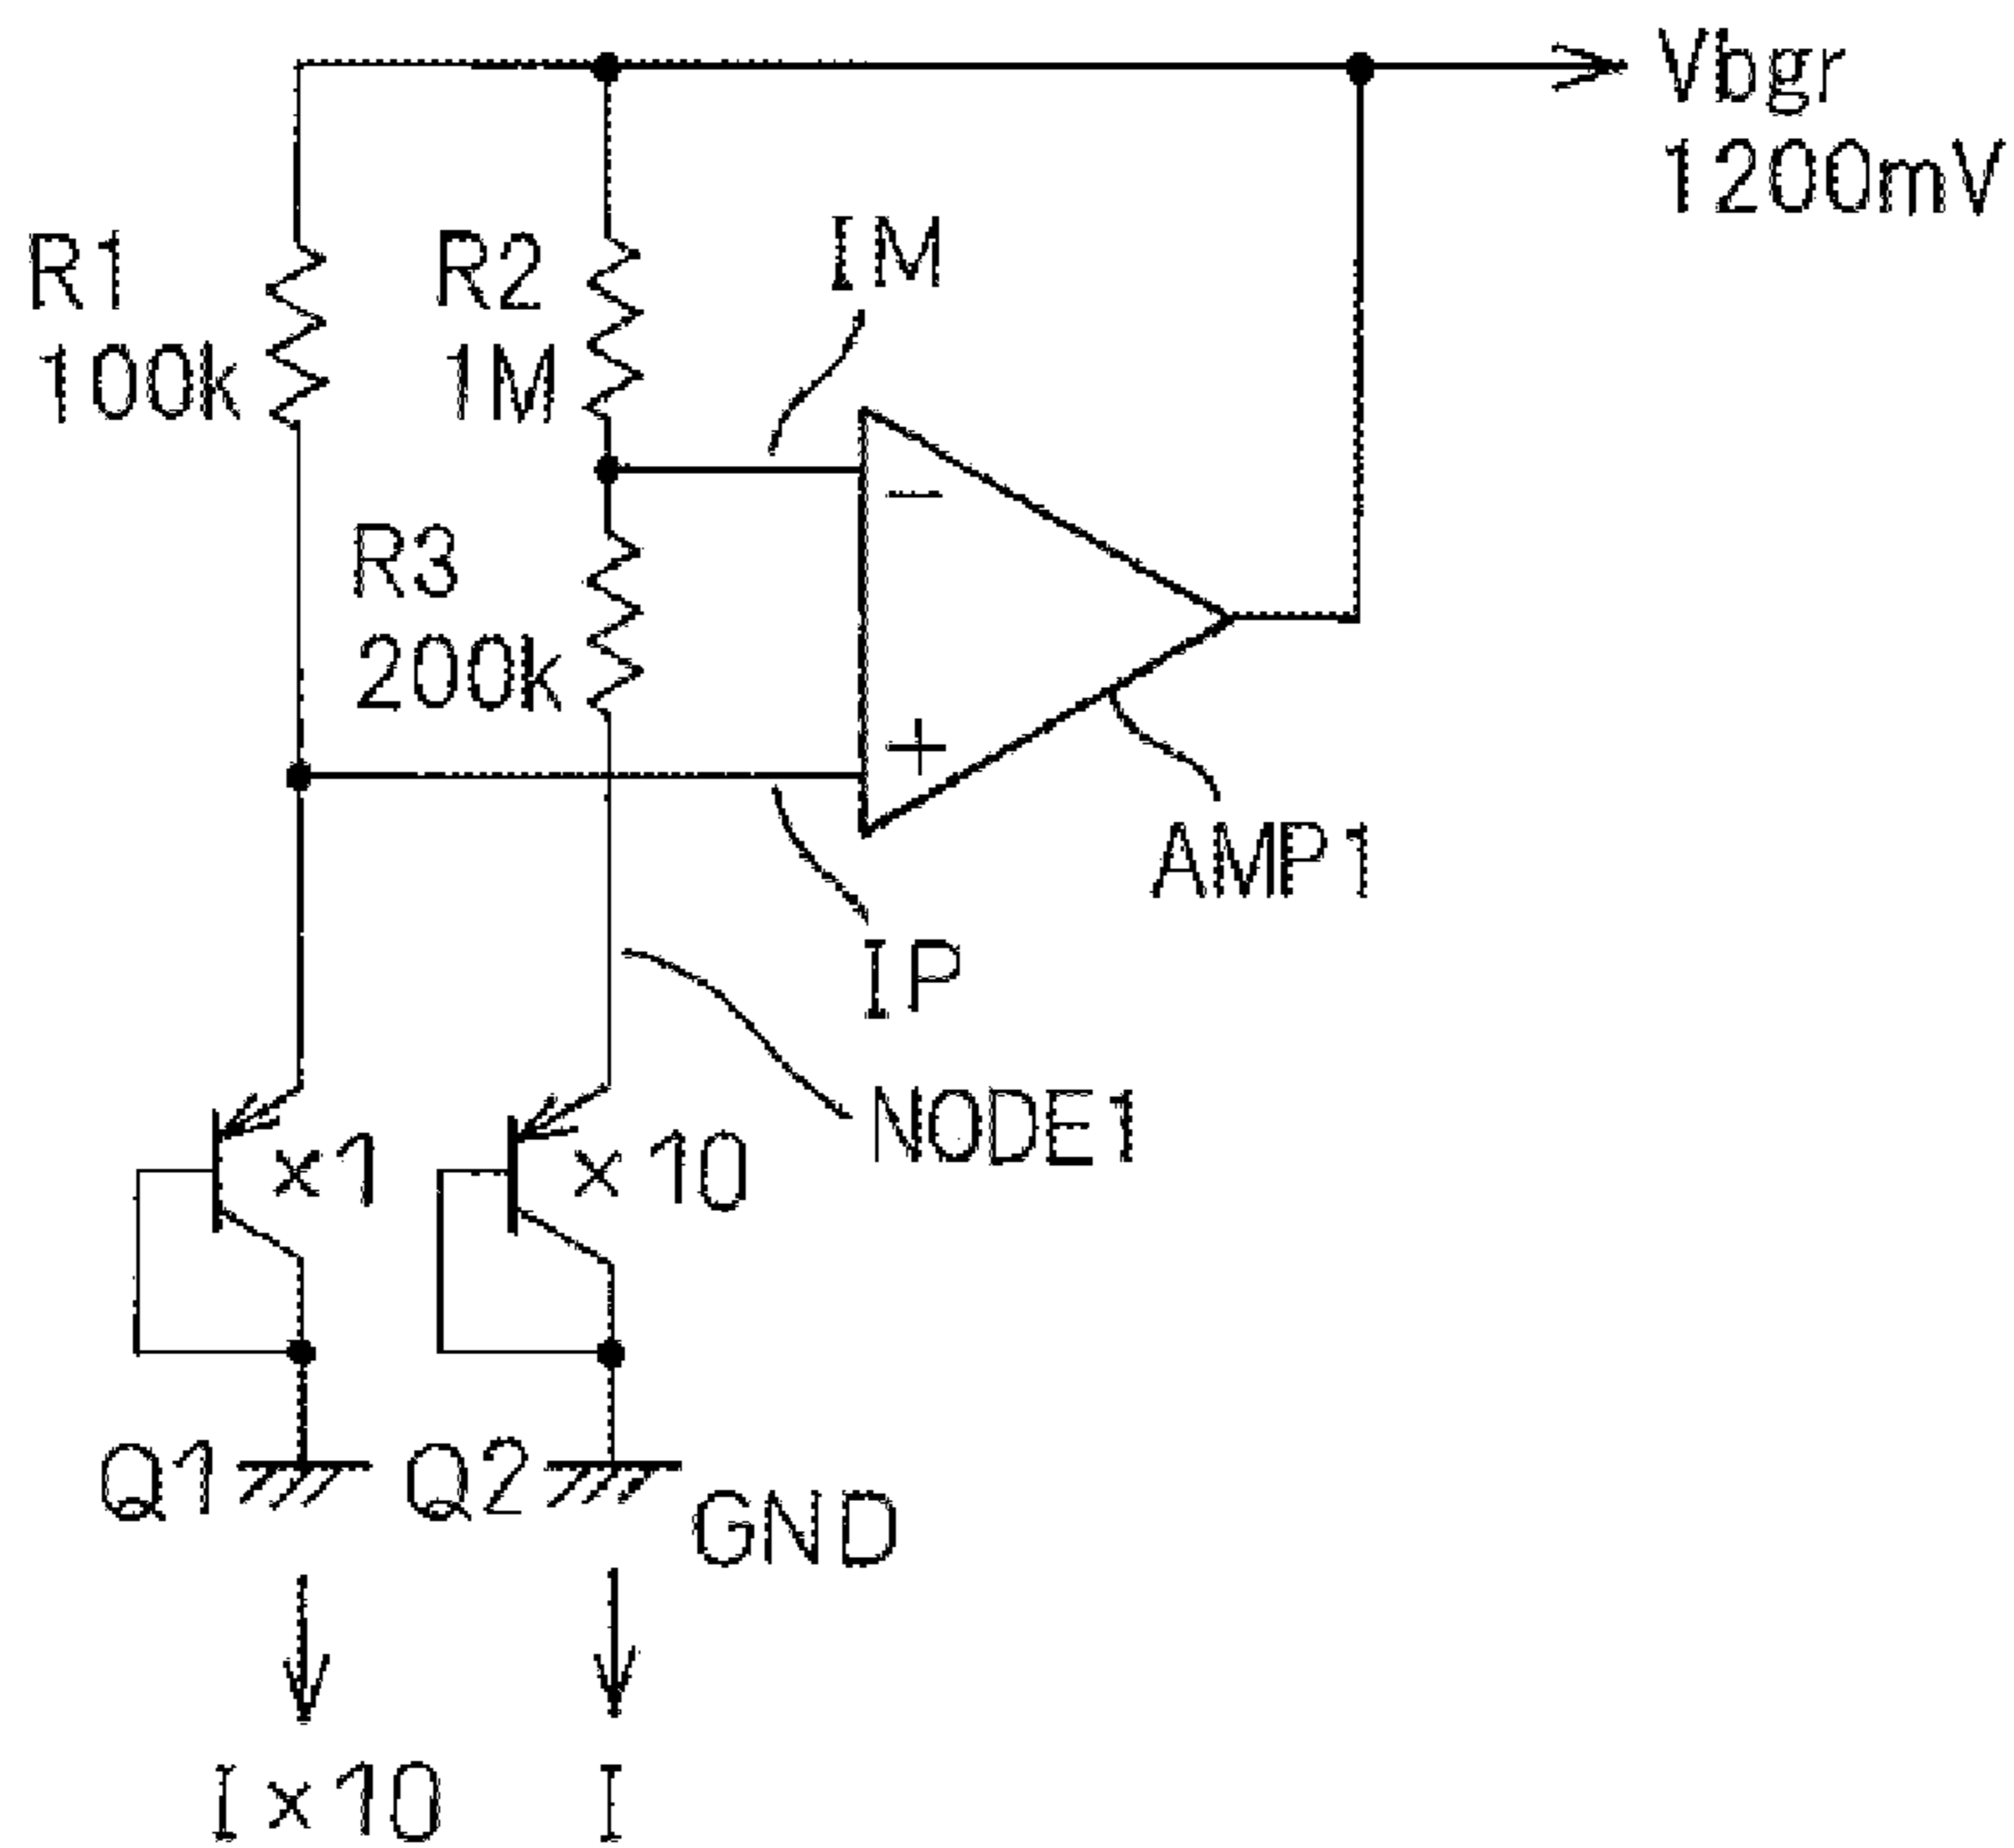 Vbgr
1200mV
R1
100k
R2
1M
IM
R3
200k
-
+
AMP1
IP
NODE1
×1
×10
Q1
Q2
GND
I×10
I